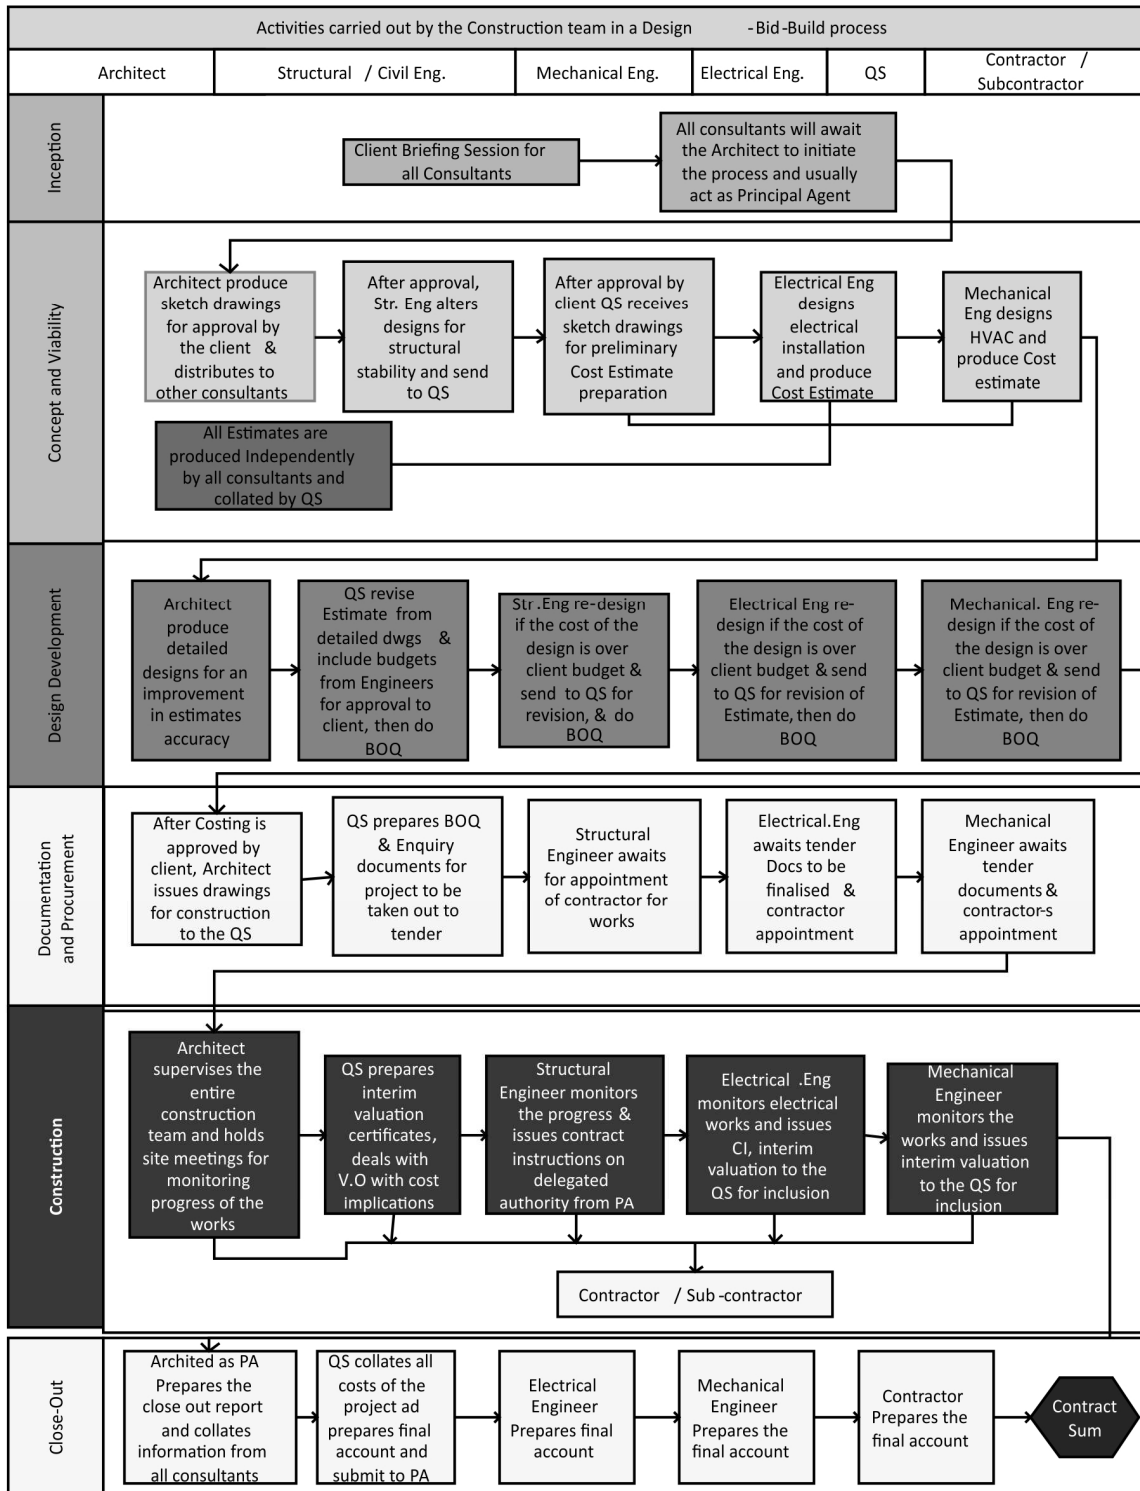 Activities carried out by the Construction team in a Design -Bid-Build process
Architect
Structural / Civil Eng.
Mechanical Eng.
Electrical Eng.
QS
Contractor /
Subcontractor
Inception
Client Briefing Session for
all Consultants
All consultants will await
the Architect to initiate
the process and usually
act as Principal Agent
Concept and Viability
Architect produce
sketch drawings
for approval by
the client &
distributes to
other consultants
After approval,
Str. Eng alters
designs for
structural
stability and send
to QS
After approval by
client QS receives
sketch drawings
for preliminary
Cost Estimate
preparation
Electrical Eng
designs
electrical
installation
and produce
Cost Estimate
Mechanical
Eng designs
HVAC and
produce Cost
estimate
All Estimates are
produced Independently
by all consultants and
collated by QS
Design Development
Architect
produce
detailed
designs for an
improvement
in estimates
accuracy
QS revise
Estimate from
detailed dwgs &
include budgets
from Engineers
for approval to
client, then do
BOQ
Str .Eng re-design
if the cost of the
design is over
client budget &
send to QS for
revision, & do
BOQ
Electrical Eng re-
design if the cost of
the design is over
client budget & send
to QS for revision of
Estimate, then do
BOQ
Mechanical. Eng re-
design if the cost of
the design is over
client budget & send
to QS for revision of
Estimate, then do
BOQ
Documentation
and Procurement
After Costing is
approved by
client, Architect
issues drawings
for construction
to the QS
QS prepares BOQ
& Enquiry
documents for
project to be
taken out to
tender
Structural
Engineer awaits
for appointment
of contractor for
works
Electrical.Eng
awaits tender
Docs to be
finalised &
contractor
appointment
Mechanical
Engineer awaits
tender
documents &
contractor-s
appointment
Construction
Architect
supervises the
entire
construction
team and holds
site meetings for
monitoring
progress of the
works
QS prepares
interim
valuation
certificates,
deals with
V.O with cost
implications
Structural
Engineer monitors
the progress &
issues contract
instructions on
delegated
authority from PA
Electrical .Eng
monitors electrical
works and issues
CI, interim
valuation to the
QS for inclusion
Mechanical
Engineer
monitors the
works and issues
interim valuation
to the QS for
inclusion
Contractor / Sub-contractor
Close-Out
Archited as PA
Prepares the
close out report
and collates
information from
all consultants
QS collates all
costs of the
project ad
prepares final
account and
submit to PA
Electrical
Engineer
Prepares final
account
Mechanical
Engineer
Prepares the
final account
Contractor
Prepares the
final account
Contract
Sum